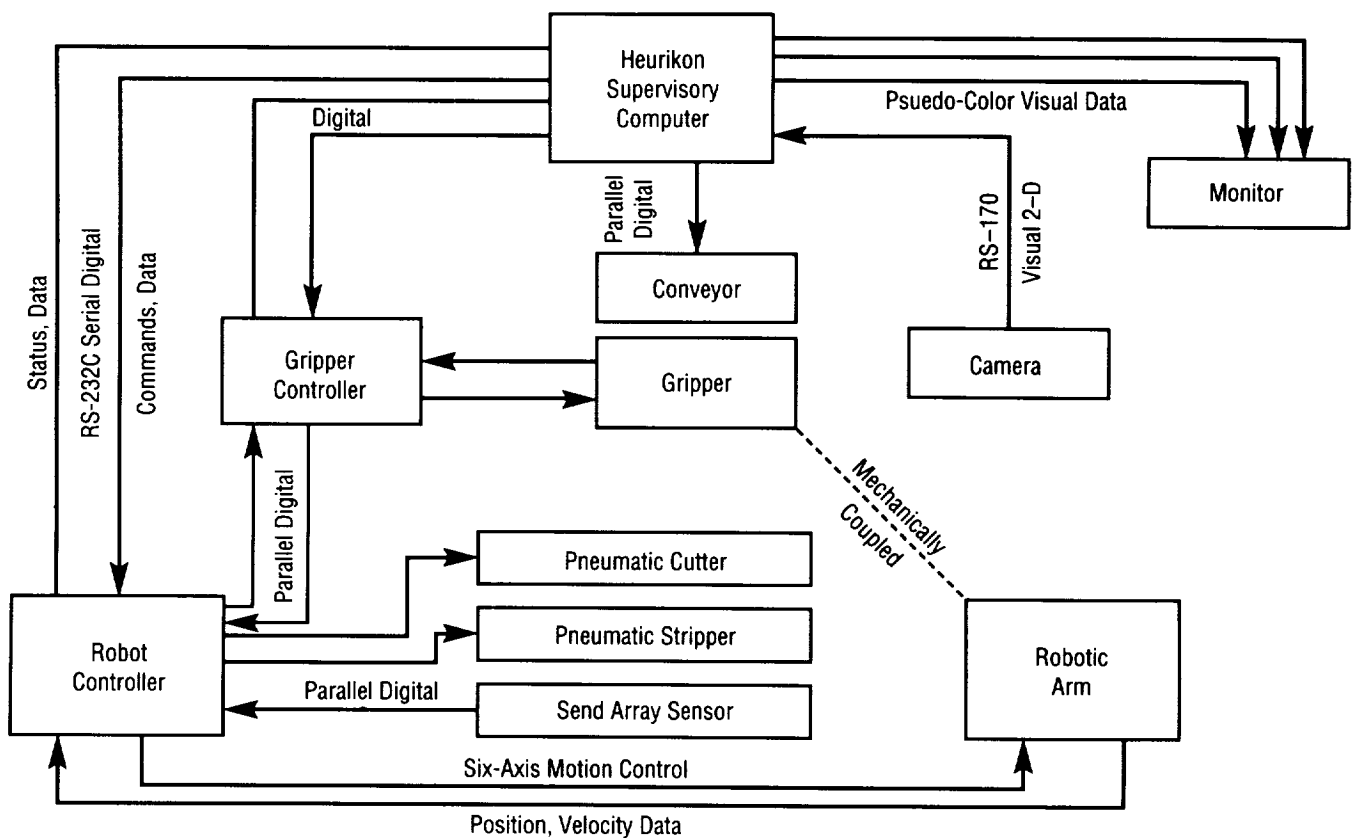 Heurikon
Supervisory
Computer
Psuedo-Color Visual Data
Digital
Monitor
Parallel
Digital
RS-170
Visual 2-D
Conveyor
Status, Data
RS-232C Serial Digital
Commands, Data
Gripper
Controller
Gripper
Camera
Mechanically
Coupled
Parallel Digital
Pneumatic Cutter
Pneumatic Stripper
Robot
Controller
Robotic
Arm
Parallel Digital
Send Array Sensor
Six-Axis Motion Control
Position, Velocity Data